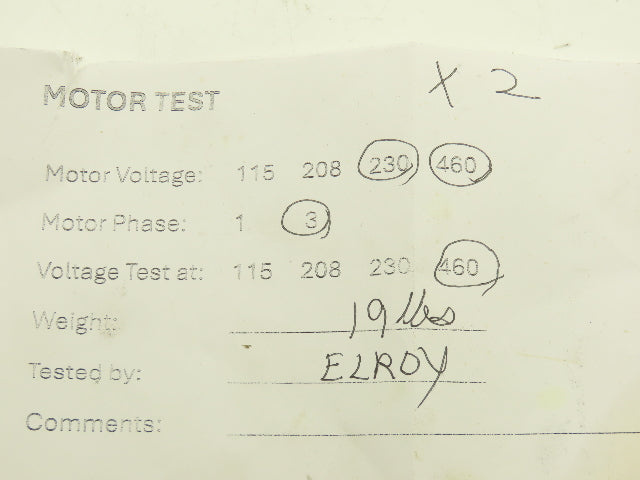 MOTOR TEST X 2
Motor Voltage: 115 208 230 460
Motor Phase: 1 3
Voltage Test at: 115 208 230 460
Weight: 19 lbs
Tested by: ELROY
Comments: